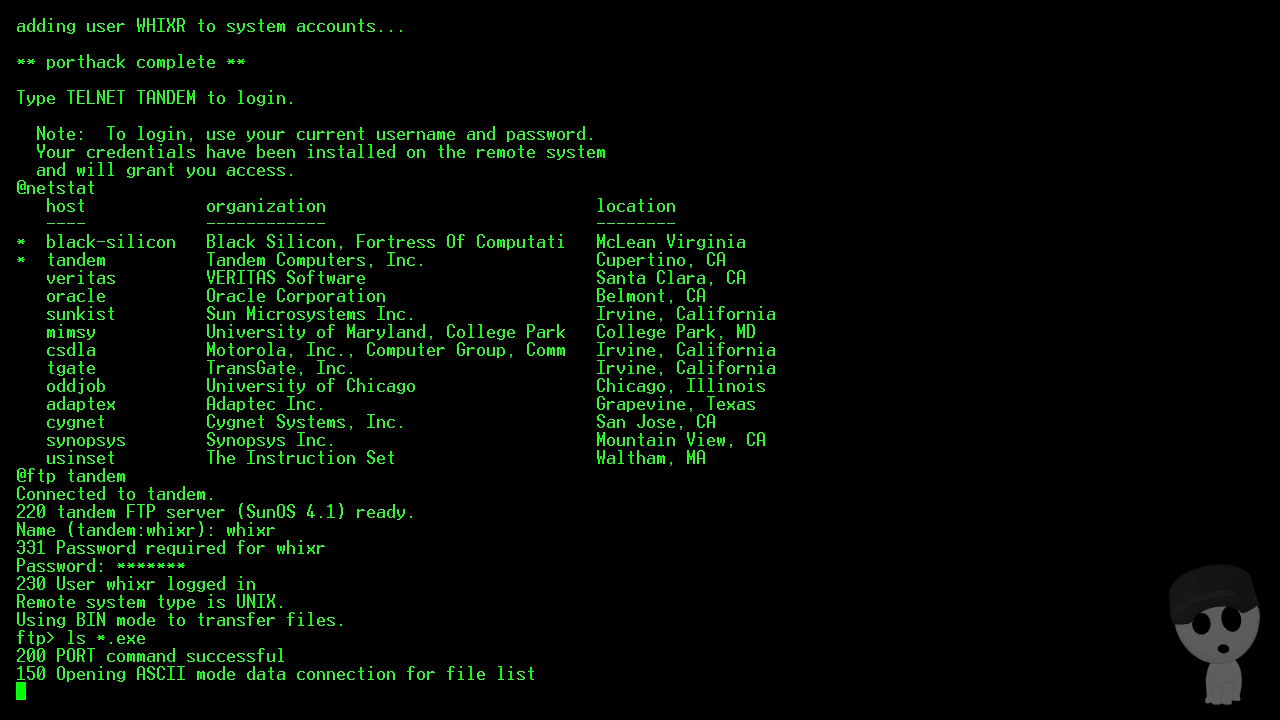 adding user WHIXR to system accounts...
** porthack complete **
Type TELNET TANDEM to login.
Note:  To login, use your current username and password.
Your credentials have been installed on the remote system
and will grant you access.
@netstat
host            organization                           location
----            ------------                           --------
*  black-silicon   Black Silicon, Fortress Of Computati   McLean Virginia
*  tandem          Tandem Computers, Inc.                 Cupertino, CA
veritas         VERITAS Software                       Santa Clara, CA
oracle          Oracle Corporation                     Belmont, CA
sunkist         Sun Microsystems Inc.                  Irvine, California
mimsy           University of Maryland, College Park   College Park, MD
csdla           Motorola, Inc., Computer Group, Comm   Irvine, California
tgate           TransGate, Inc.                        Irvine, California
oddjob          University of Chicago                  Chicago, Illinois
adaptex         Adaptec Inc.                           Grapevine, Texas
cygnet          Cygnet Systems, Inc.                   San Jose, CA
synopsys        Synopsys Inc.                          Mountain View, CA
usinset         The Instruction Set                    Waltham, MA
@ftp tandem
Connected to tandem.
220 tandem FTP server (SunOS 4.1) ready.
Name (tandem:whixr): whixr
331 Password required for whixr
Password: *******
230 User whixr logged in
Remote system type is UNIX.
Using BIN mode to transfer files.
ftp> ls *.exe
200 PORT command successful
150 Opening ASCII mode data connection for file list